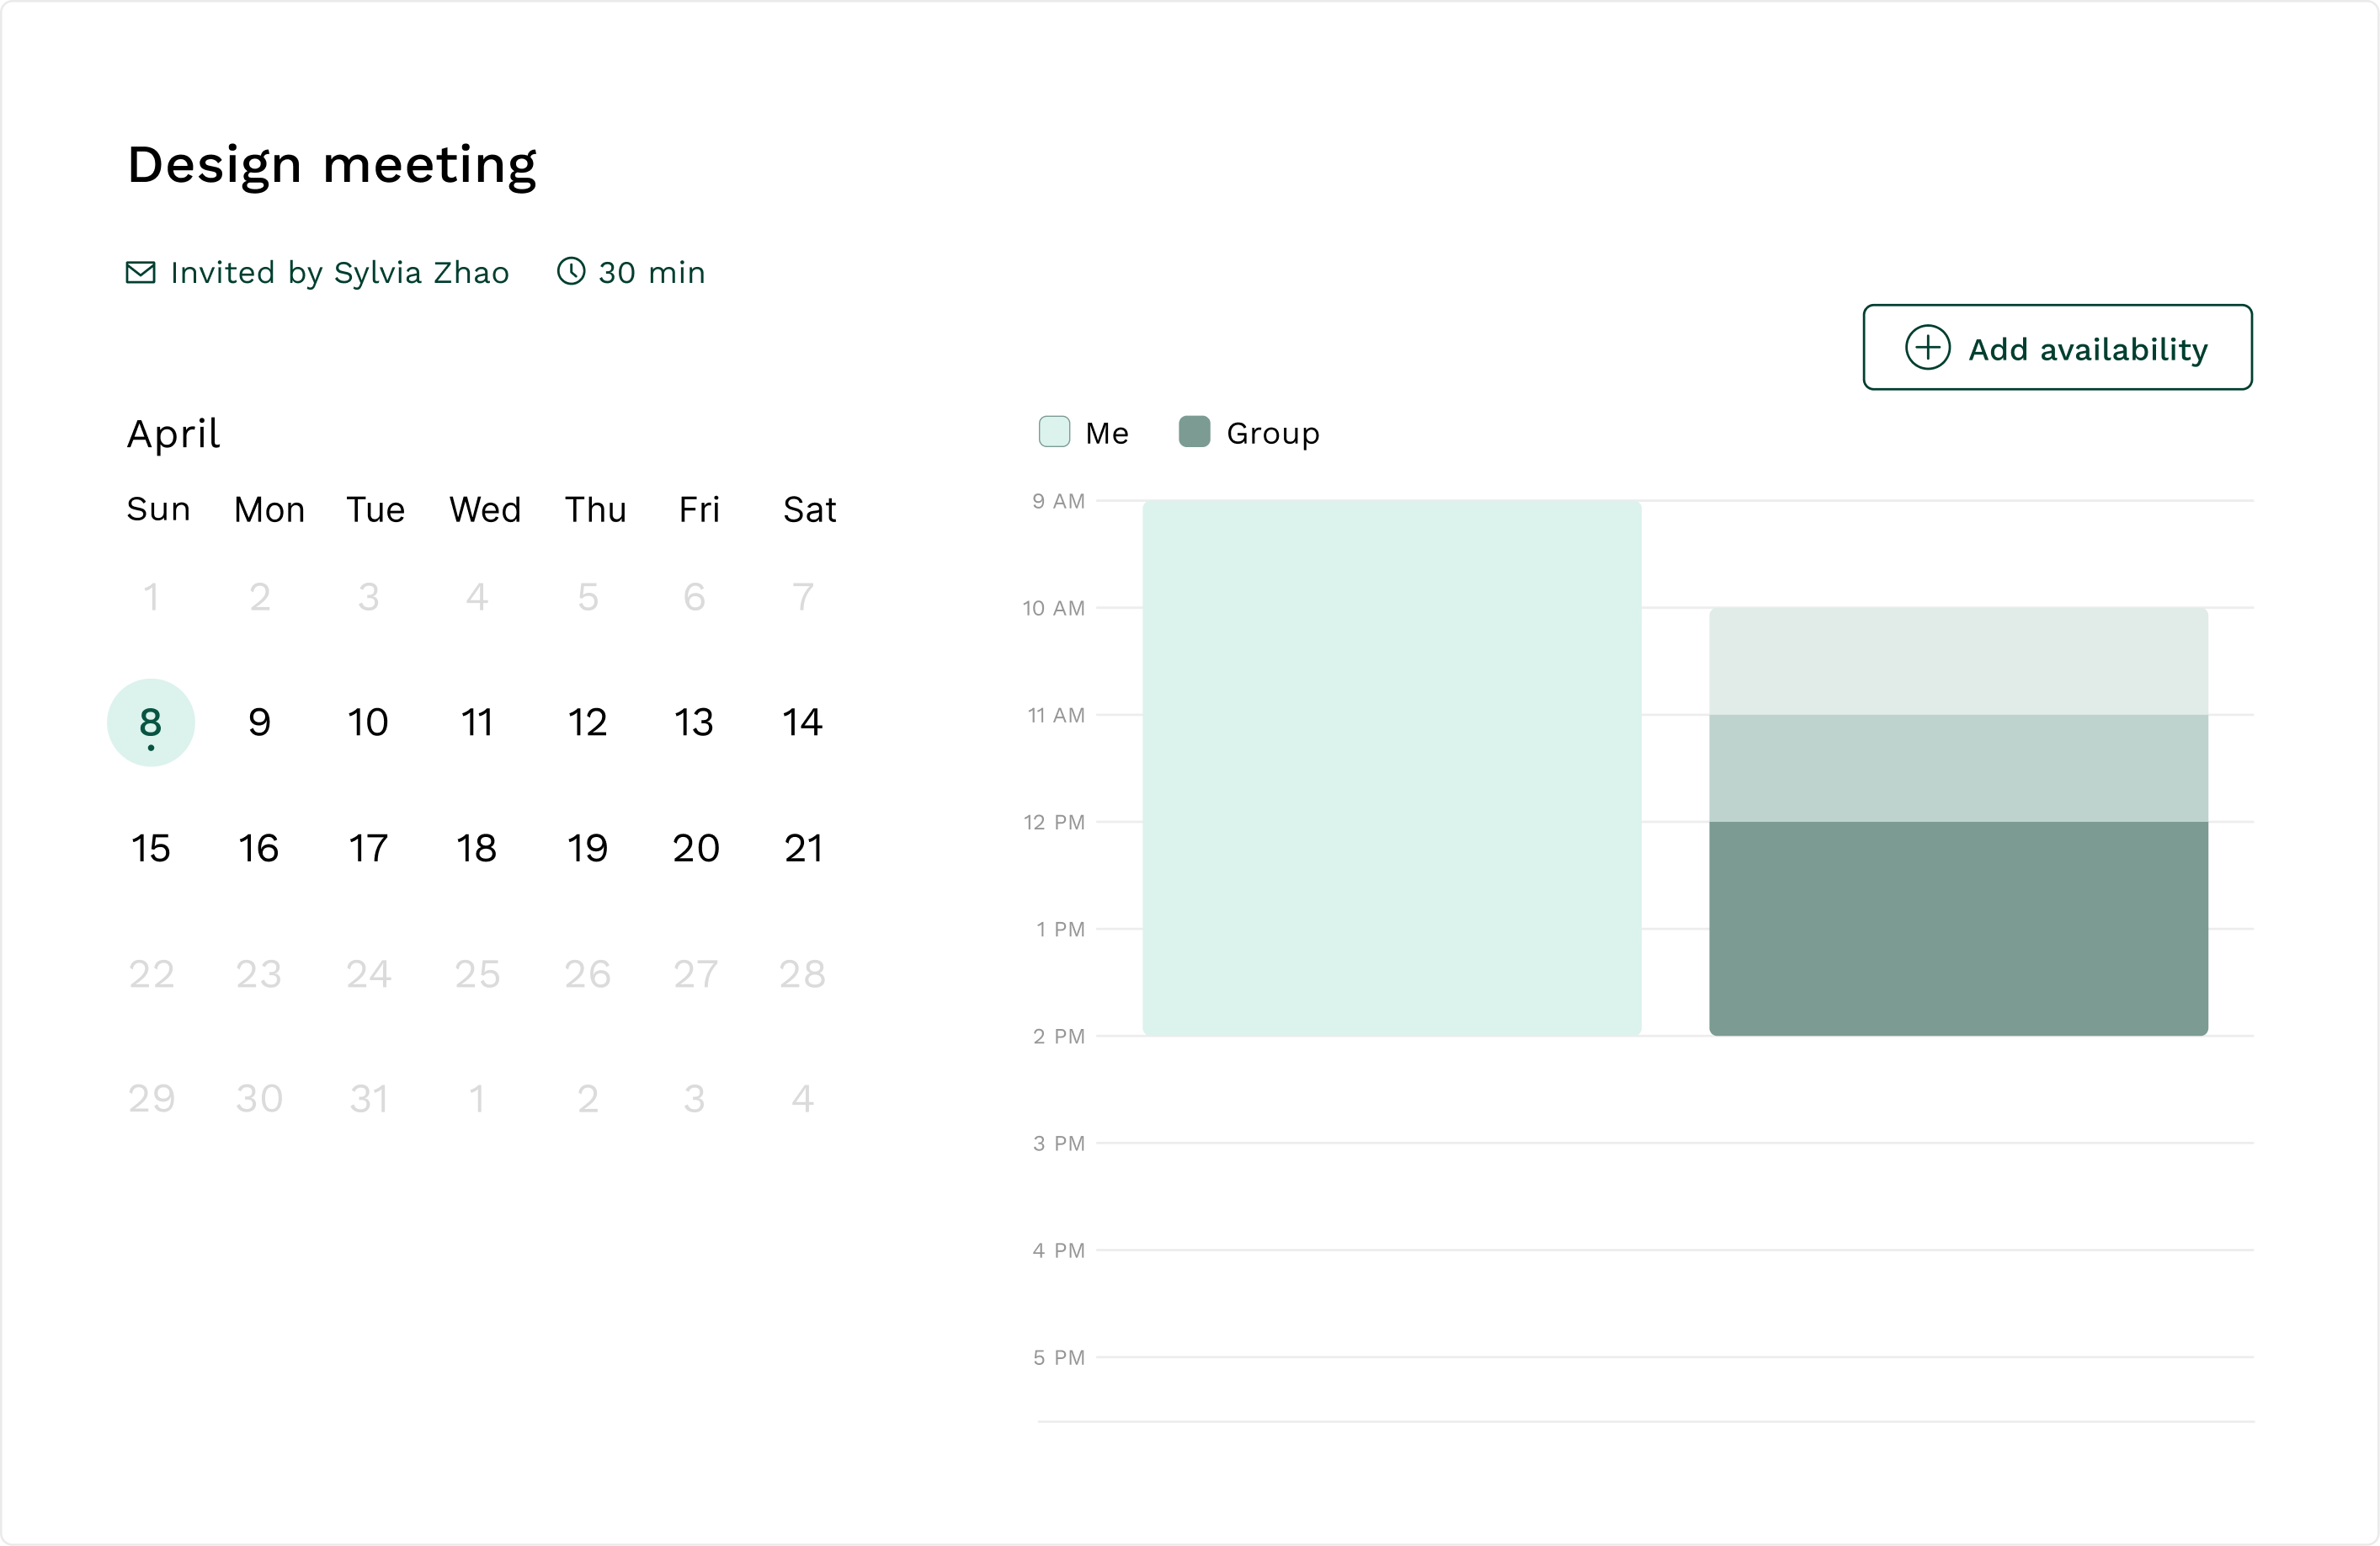 Design meeting
Invited by Sylvia Zhao 30 min
Add availability
April
Sun Mon Tue Wed Thu Fri Sat
1 2 3 4 5 6 7
8 9 10 11 12 13 14
15 16 17 18 19 20 21
22 23 24 25 26 27 28
29 30 31 1 2 3 4
Me Group
9 AM
10 AM
11 AM
12 PM
1 PM
2 PM
3 PM
4 PM
5 PM